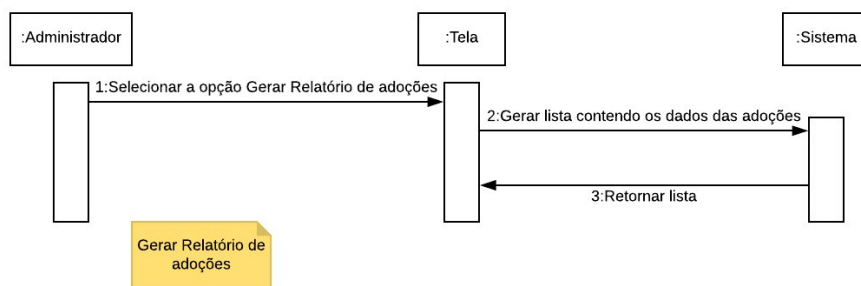 :Administrador
:Tela
:Sistema
1:Selecionar a opção Gerar Relatório de adoções
2:Gerar lista contendo os dados das adoções
3:Retornar lista
Gerar Relatório de
adoções